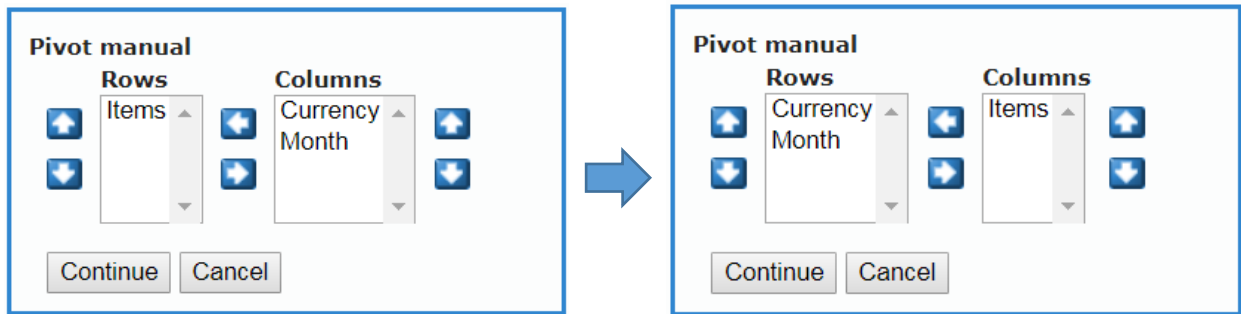 Pivot manual
Rows Columns
Items Currency
Month
Continue Cancel
Pivot manual
Rows Columns
Currency Items
Month
Continue Cancel